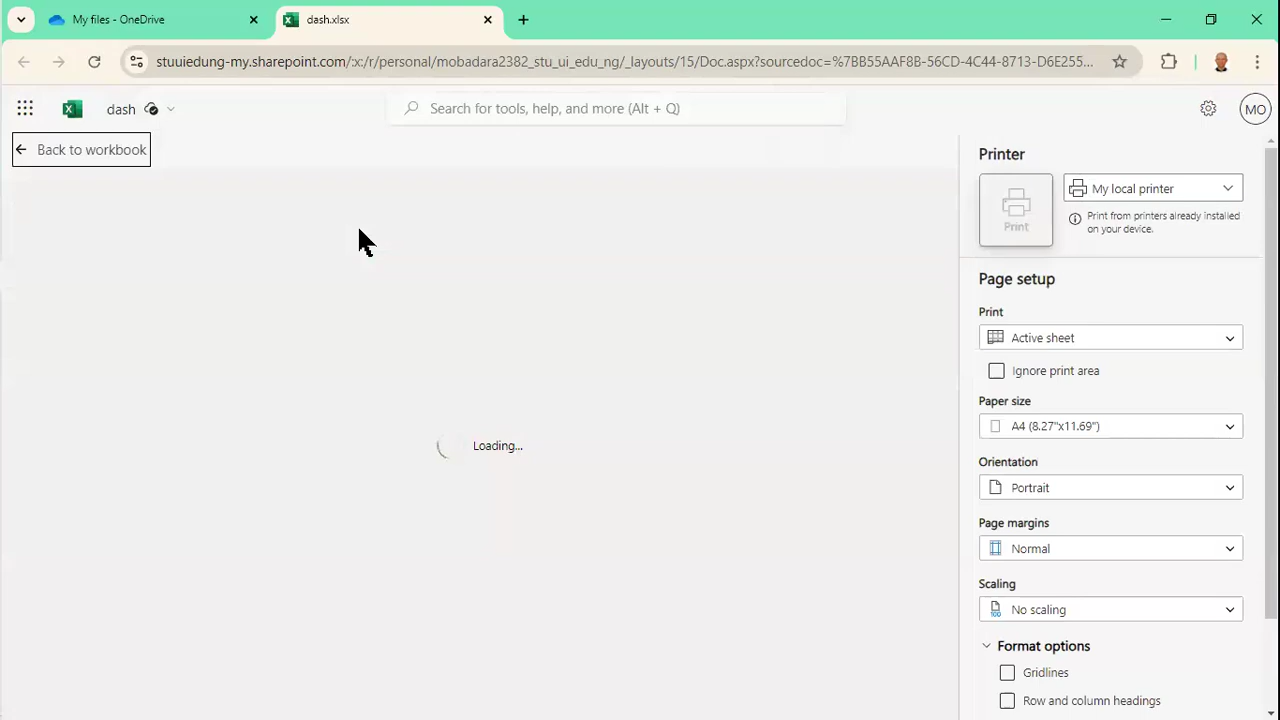 My files - OneDrive
dash.xlsx
stuuiedung-my.sharepoint.com/:x:/r/personal/mobidara2382_stu_ui_edu_ng/_layouts/15/Doc.aspx?sourcedoc=%7BB55AAF8B-56CD-4C44-8713-D6E255...
dash
Search for tools, help, and more (Alt + Q)
MO
Back to workbook
Printer
Print
My local printer
Print from printers already installed
on your device.
Page setup
Print
Active sheet
Ignore print area
Paper size
A4 (8.27"x11.69")
Orientation
Portrait
Page margins
Normal
Scaling
No scaling
Format options
Gridlines
Row and column headings
Loading...